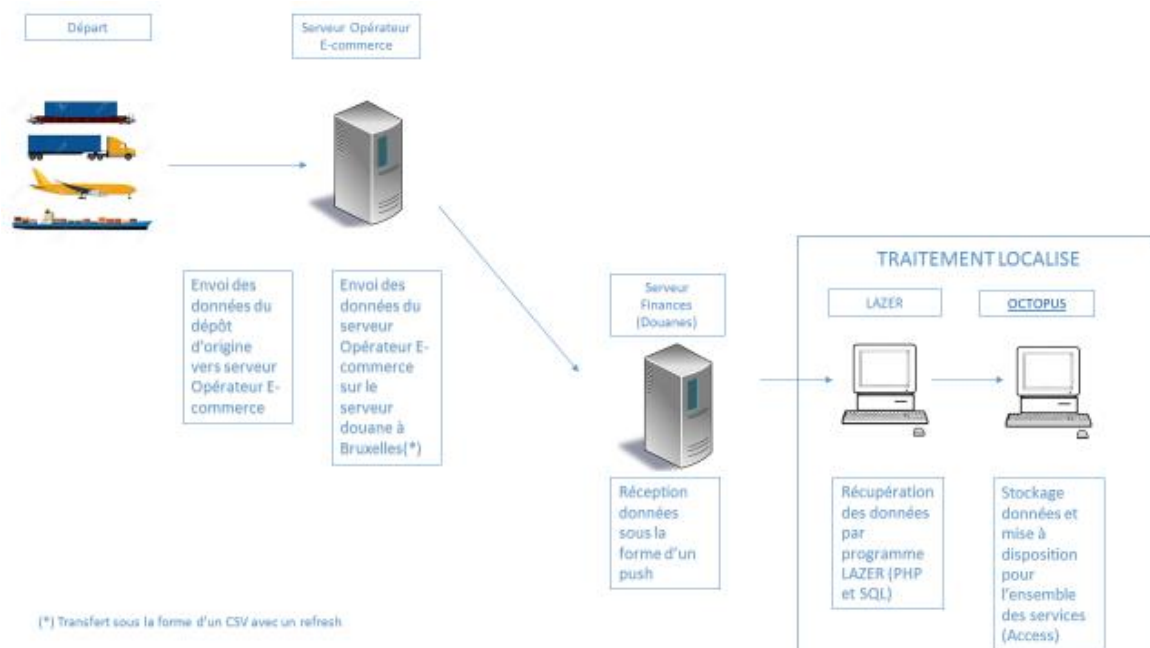 Départ
Serveur Opérateur
E-commerce
Envoi des
données du
dépôt
d'origine
vers serveur
Opérateur E-
commerce
Envoi des
données du
serveur
Opérateur E-
commerce
sur le
serveur
douane à
Bruxelles(*)
Serveur
Finances
(Douanes)
Réception
données
sous la
forme d'un
push
TRAITEMENT LOCALISE
LAZER
OCTOPUS
Récupération
des données
par
programme
LAZER (PHP
et SQL)
Stockage
données et
mise à
disposition
pour
l'ensemble
des services
(Access)
(*) Transfert sous la forme d'un CSV avec un refresh